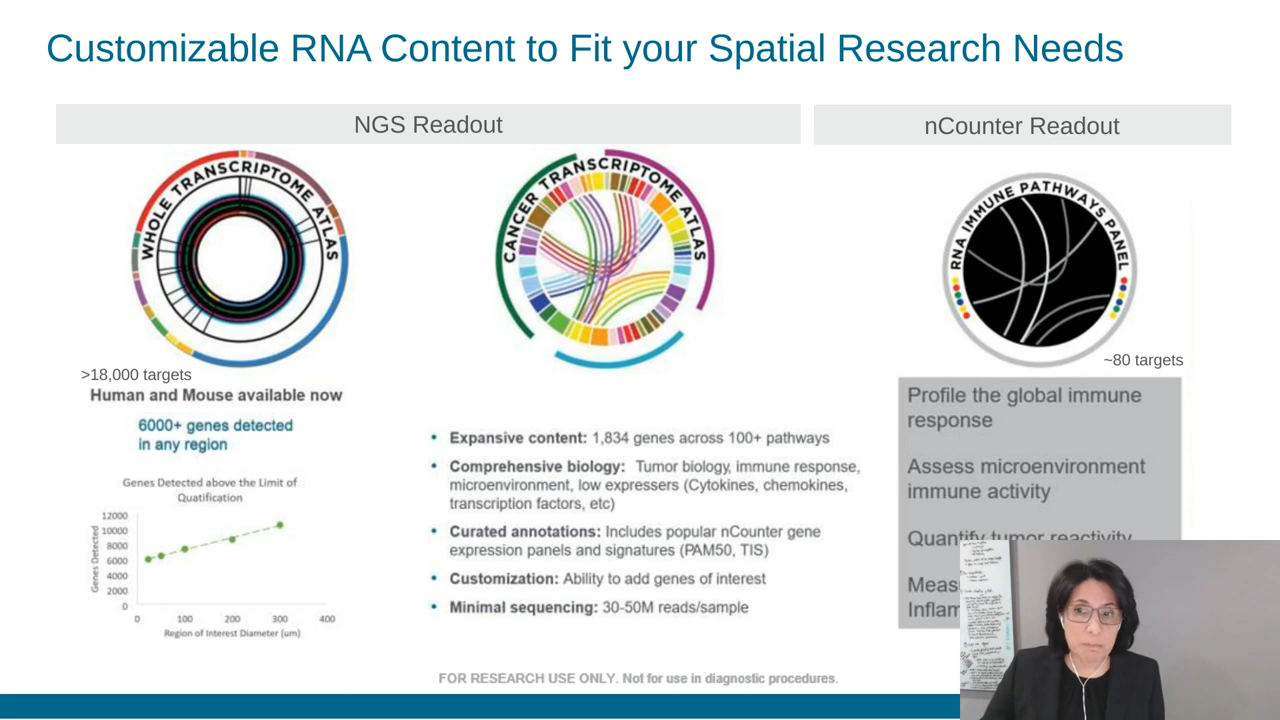 Customizable RNA Content to Fit your Spatial Research Needs
NGS Readout
nCounter Readout
WHOLE TRANSCRIPTOME ATLAS
CANCER TRANSCRIPTOME ATLAS
RNA IMMUNE PATHWAYS PANEL
>18,000 targets
Human and Mouse available now
6000+ genes detected
in any region
Genes Detected above the Limit of
Quatification
Genes Detected
12000
10000
8000
6000
4000
2000
0
0 100 200 300 400
Region of Interest Diameter (um)
• Expansive content: 1,834 genes across 100+ pathways
• Comprehensive biology: Tumor biology, immune response,
microenvironment, low expressers (Cytokines, chemokines,
transcription factors, etc)
• Curated annotations: Includes popular nCounter gene
expression panels and signatures (PAM50, TIS)
• Customization: Ability to add genes of interest
• Minimal sequencing: 30-50M reads/sample
~80 targets
Profile the global immune
response
Assess microenvironment
immune activity
Quantify tumor reactivity
Meas
Inflam
FOR RESEARCH USE ONLY. Not for use in diagnostic procedures.